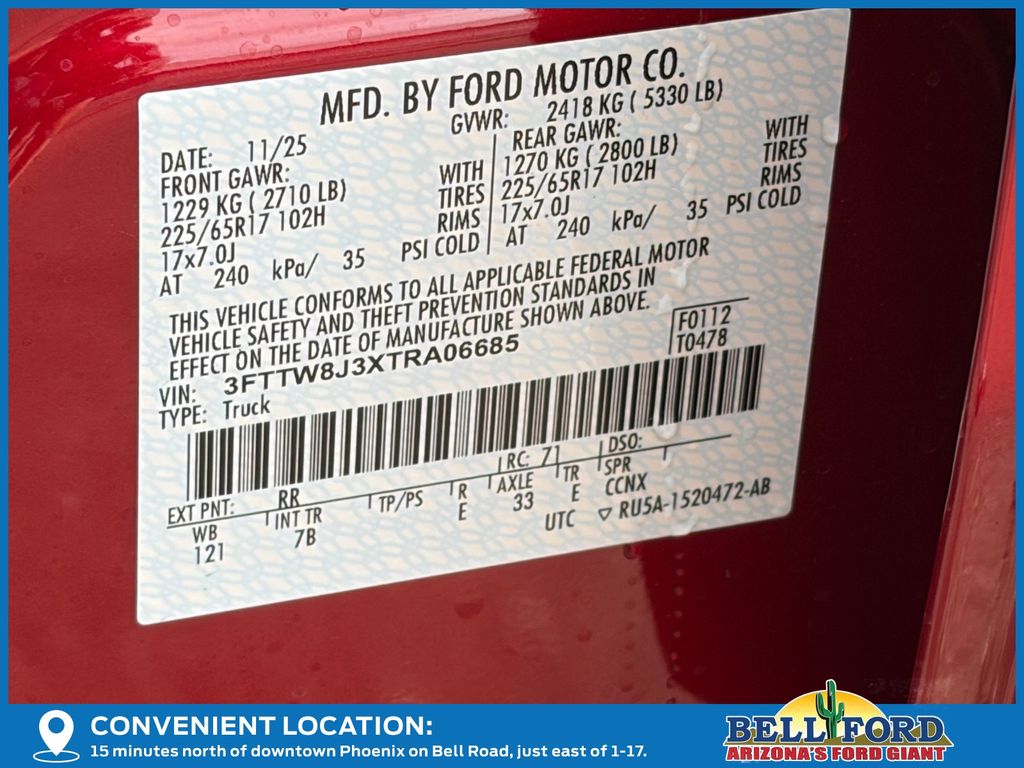 MFD. BY FORD MOTOR CO.
DATE: 11/25
GVWR: 2418 KG ( 5330 LB)
FRONT GAWR:
1229 KG ( 2710 LB) WITH
225/65R17 102H TIRES
17x7.0J RIMS
AT 240 kPa/ 35 PSI COLD
REAR GAWR:
1270 KG ( 2800 LB) WITH
225/65R17 102H TIRES
17x7.0J RIMS
AT 240 kPa/ 35 PSI COLD
THIS VEHICLE CONFORMS TO ALL APPLICABLE FEDERAL MOTOR
VEHICLE SAFETY AND THEFT PREVENTION STANDARDS IN
EFFECT ON THE DATE OF MANUFACTURE SHOWN ABOVE.
VIN: 3FTTW8J3XTRA06685
TYPE: Truck
F0112
T0478
EXT PNT: RR RC: 71 DSO:
WB INT TR TP/PS R AXLE TR SPR
121 7B E 33 E CCNX
UTC ▽ RU5A-1520472-AB
CONVENIENT LOCATION:
15 minutes north of downtown Phoenix on Bell Road, just east of 1-17.
BELL FORD
ARIZONA'S FORD GIANT